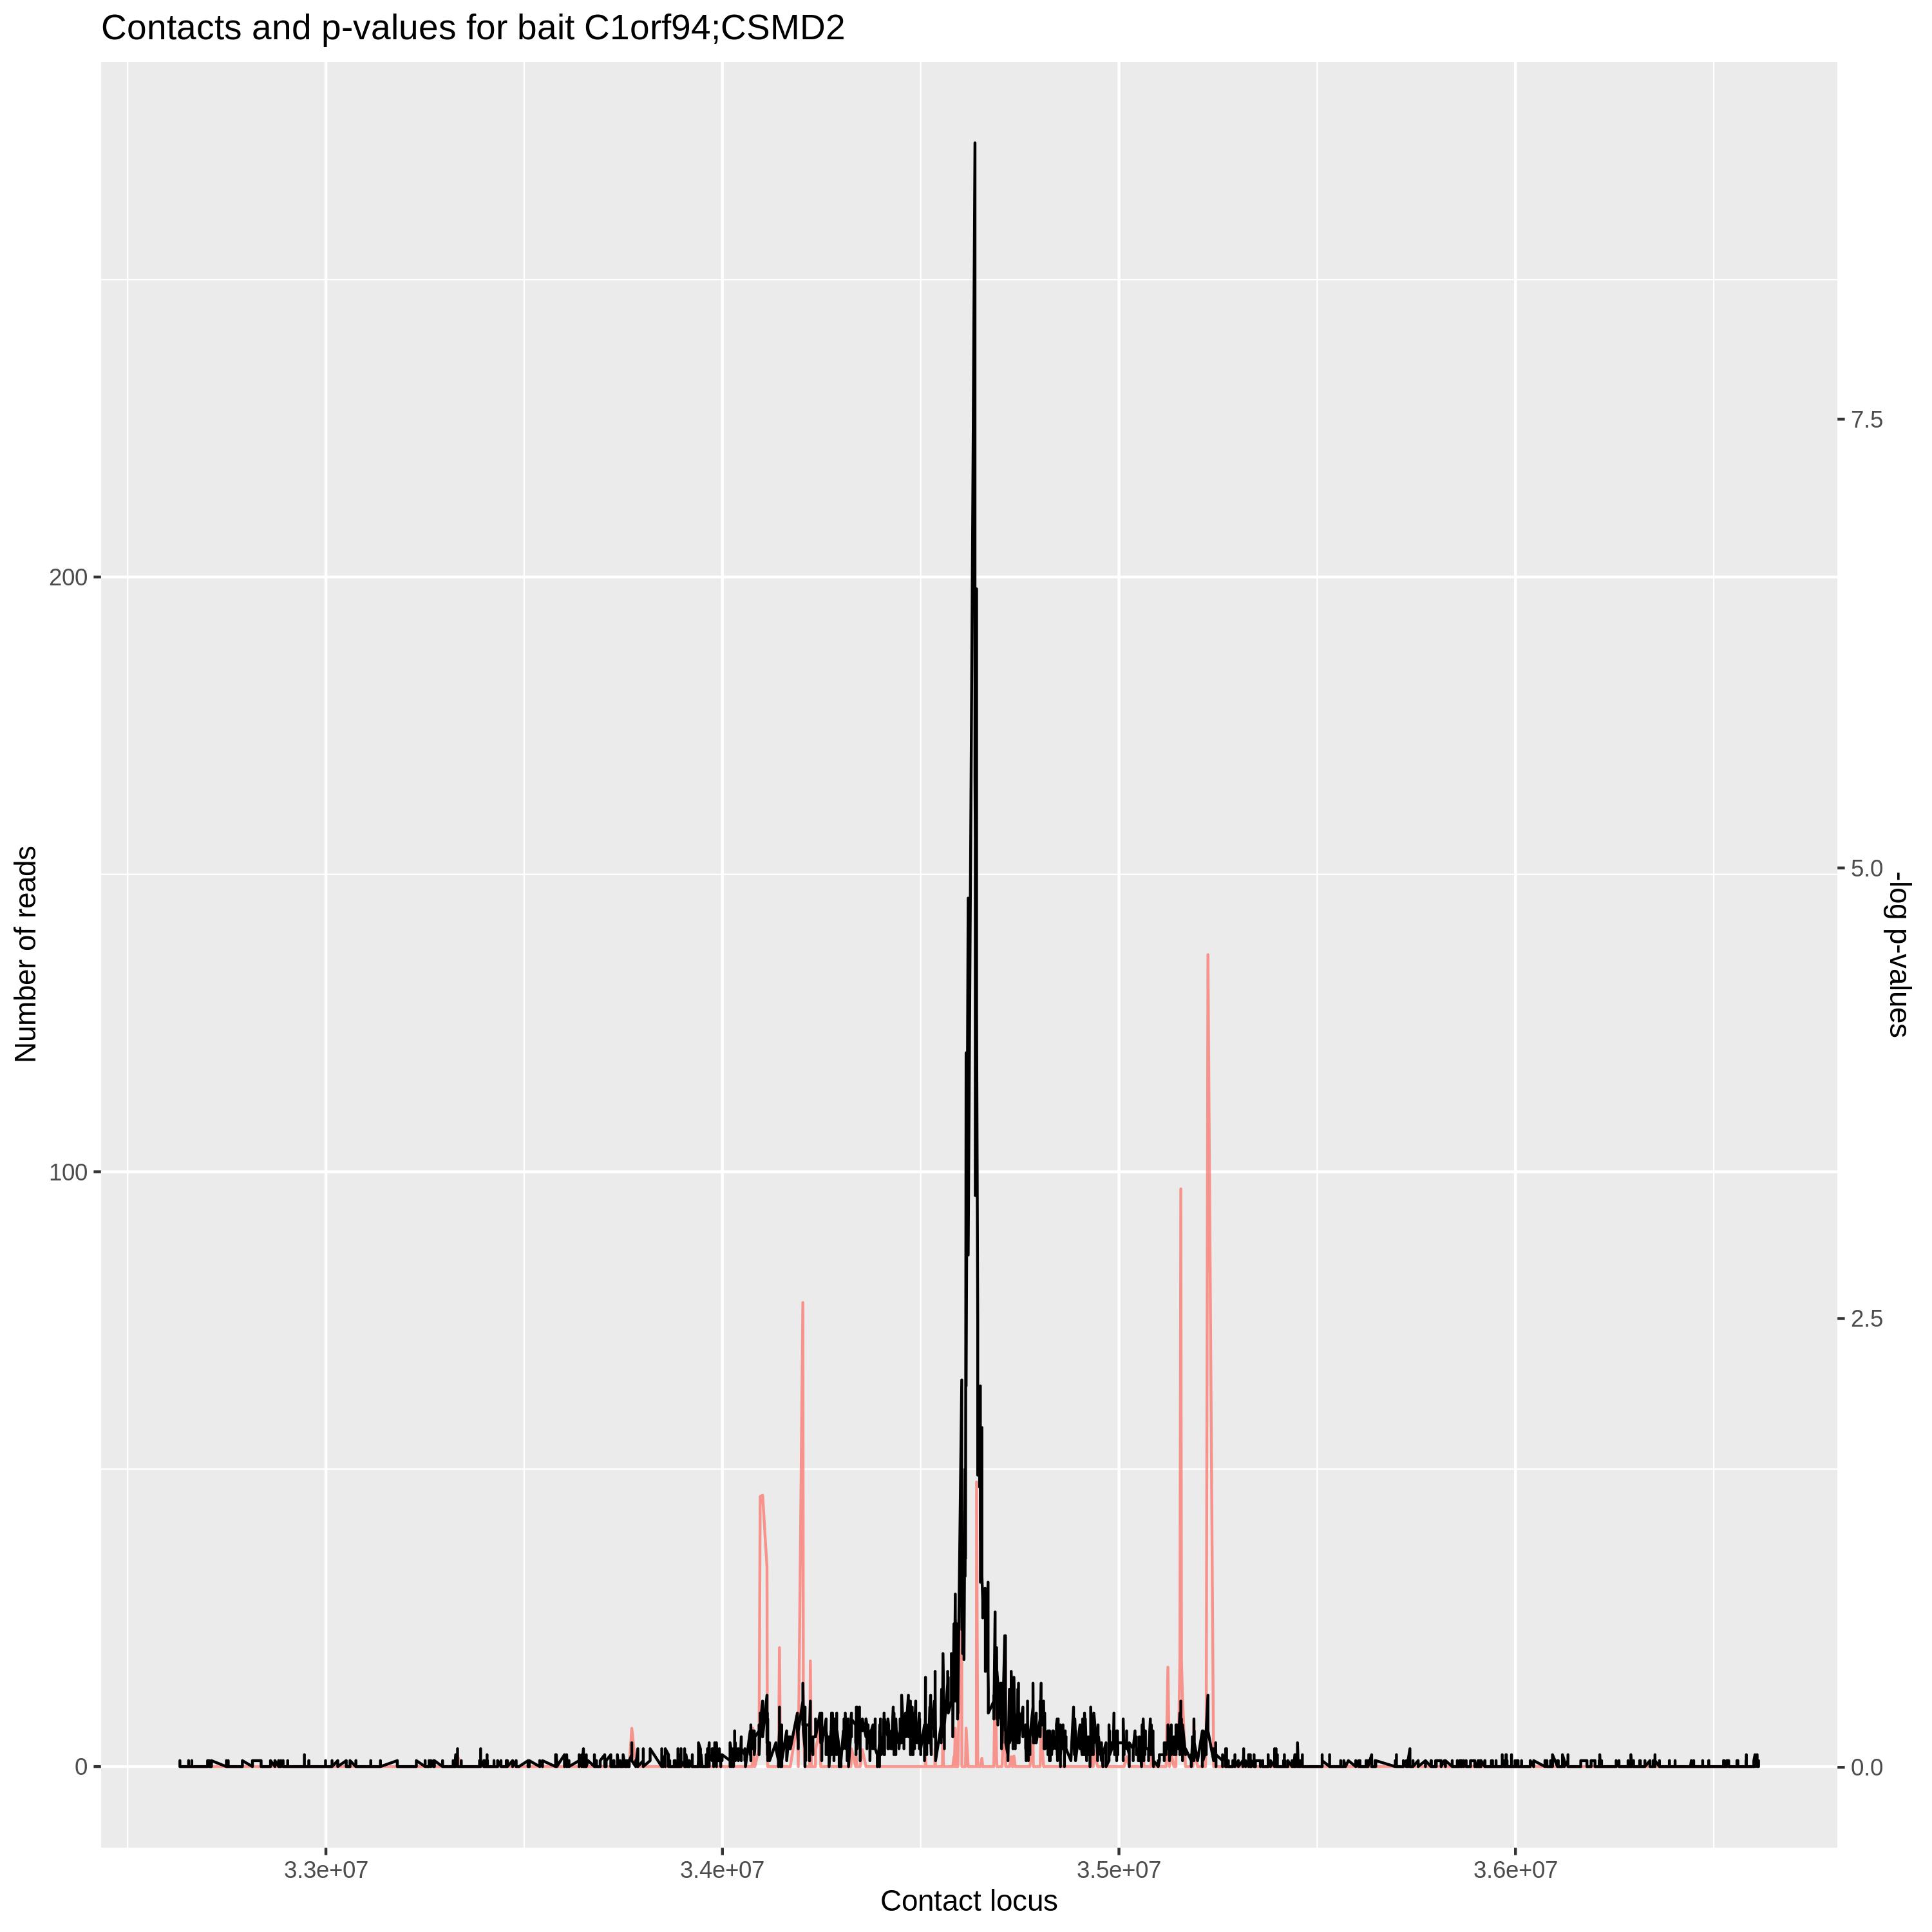 Contacts and p-values for bait C1orf94;CSMD2
Number of reads
200
100
0
7.5
5.0
2.5
0.0
-log p-values
3.3e+07
3.4e+07
3.5e+07
3.6e+07
Contact locus